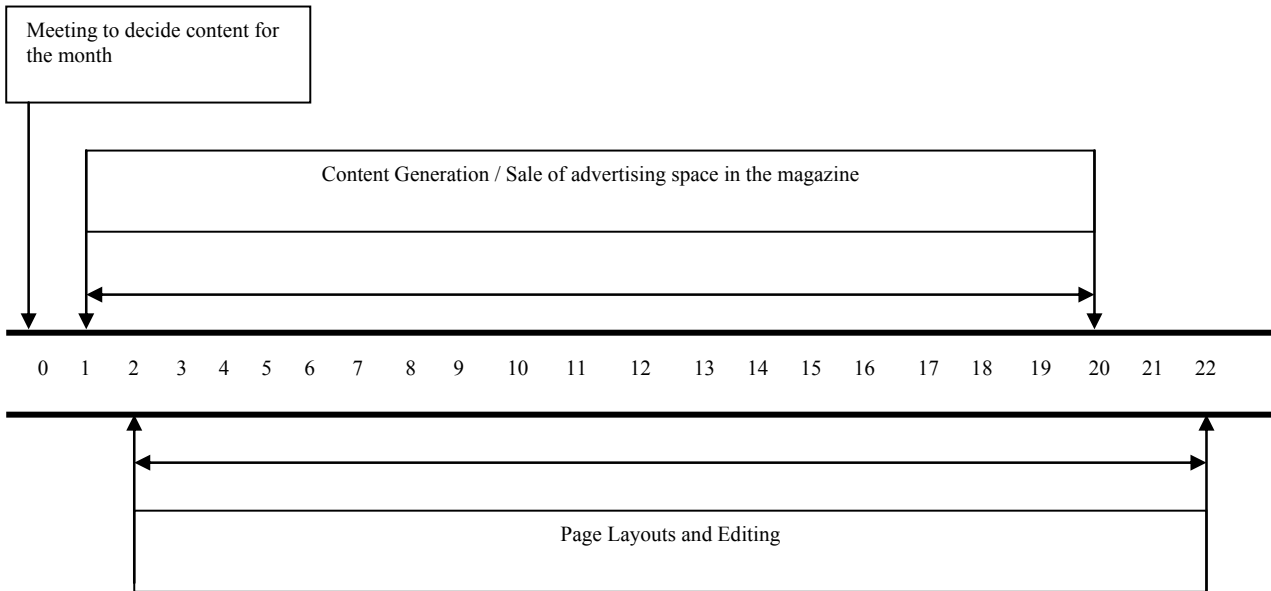 Meeting to decide content for
the month
Content Generation / Sale of advertising space in the magazine
0 1 2 3 4 5 6 7 8 9 10 11 12 13 14 15 16 17 18 19 20 21 22
Page Layouts and Editing